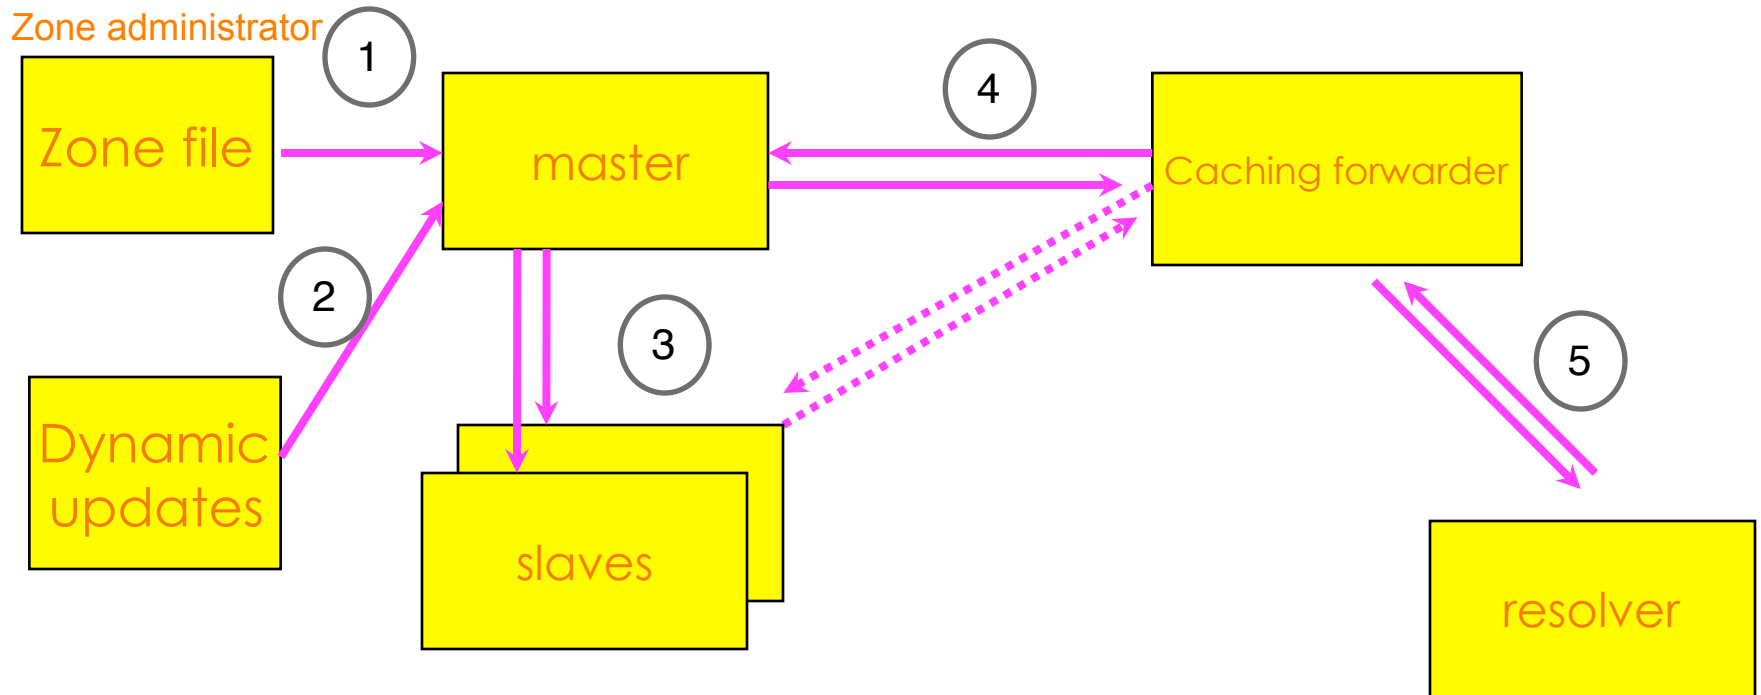 Zone administrator
1
Zone file
master
4
Caching forwarder
2
3
5
Dynamic
updates
slaves
resolver